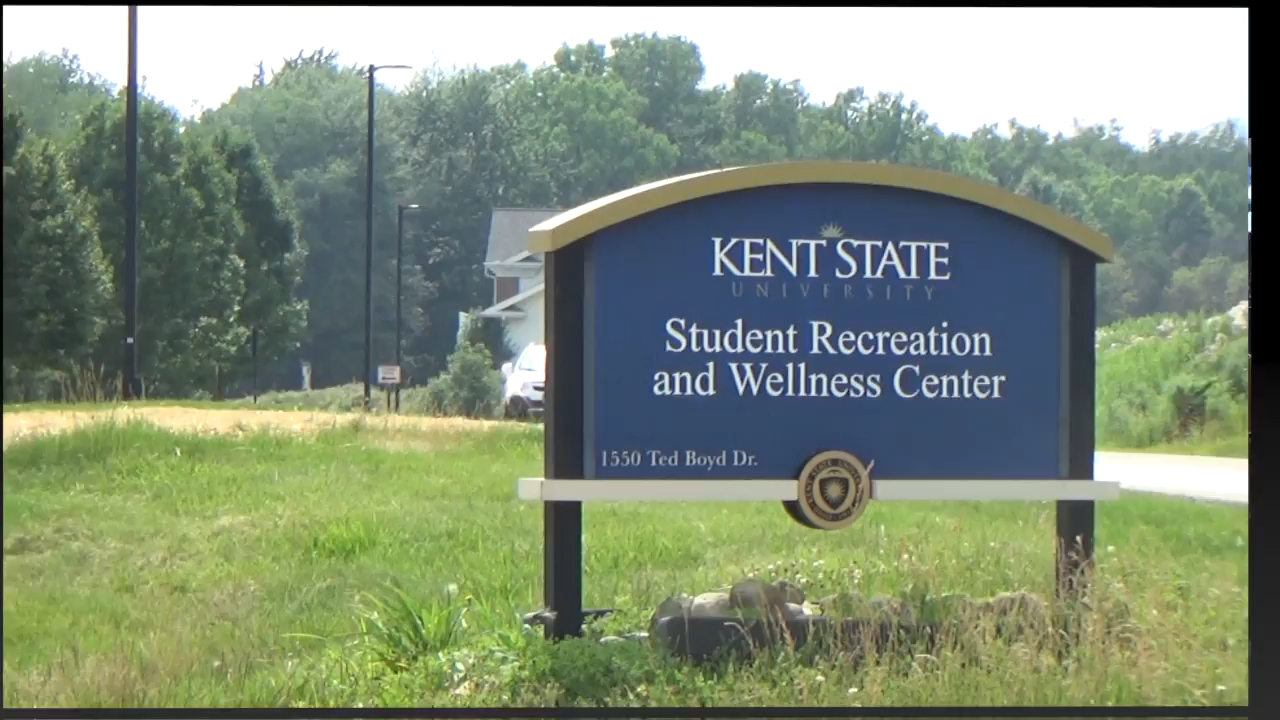 KENT STATE
UNIVERSITY
Student Recreation
and Wellness Center
1550 Ted Boyd Dr.